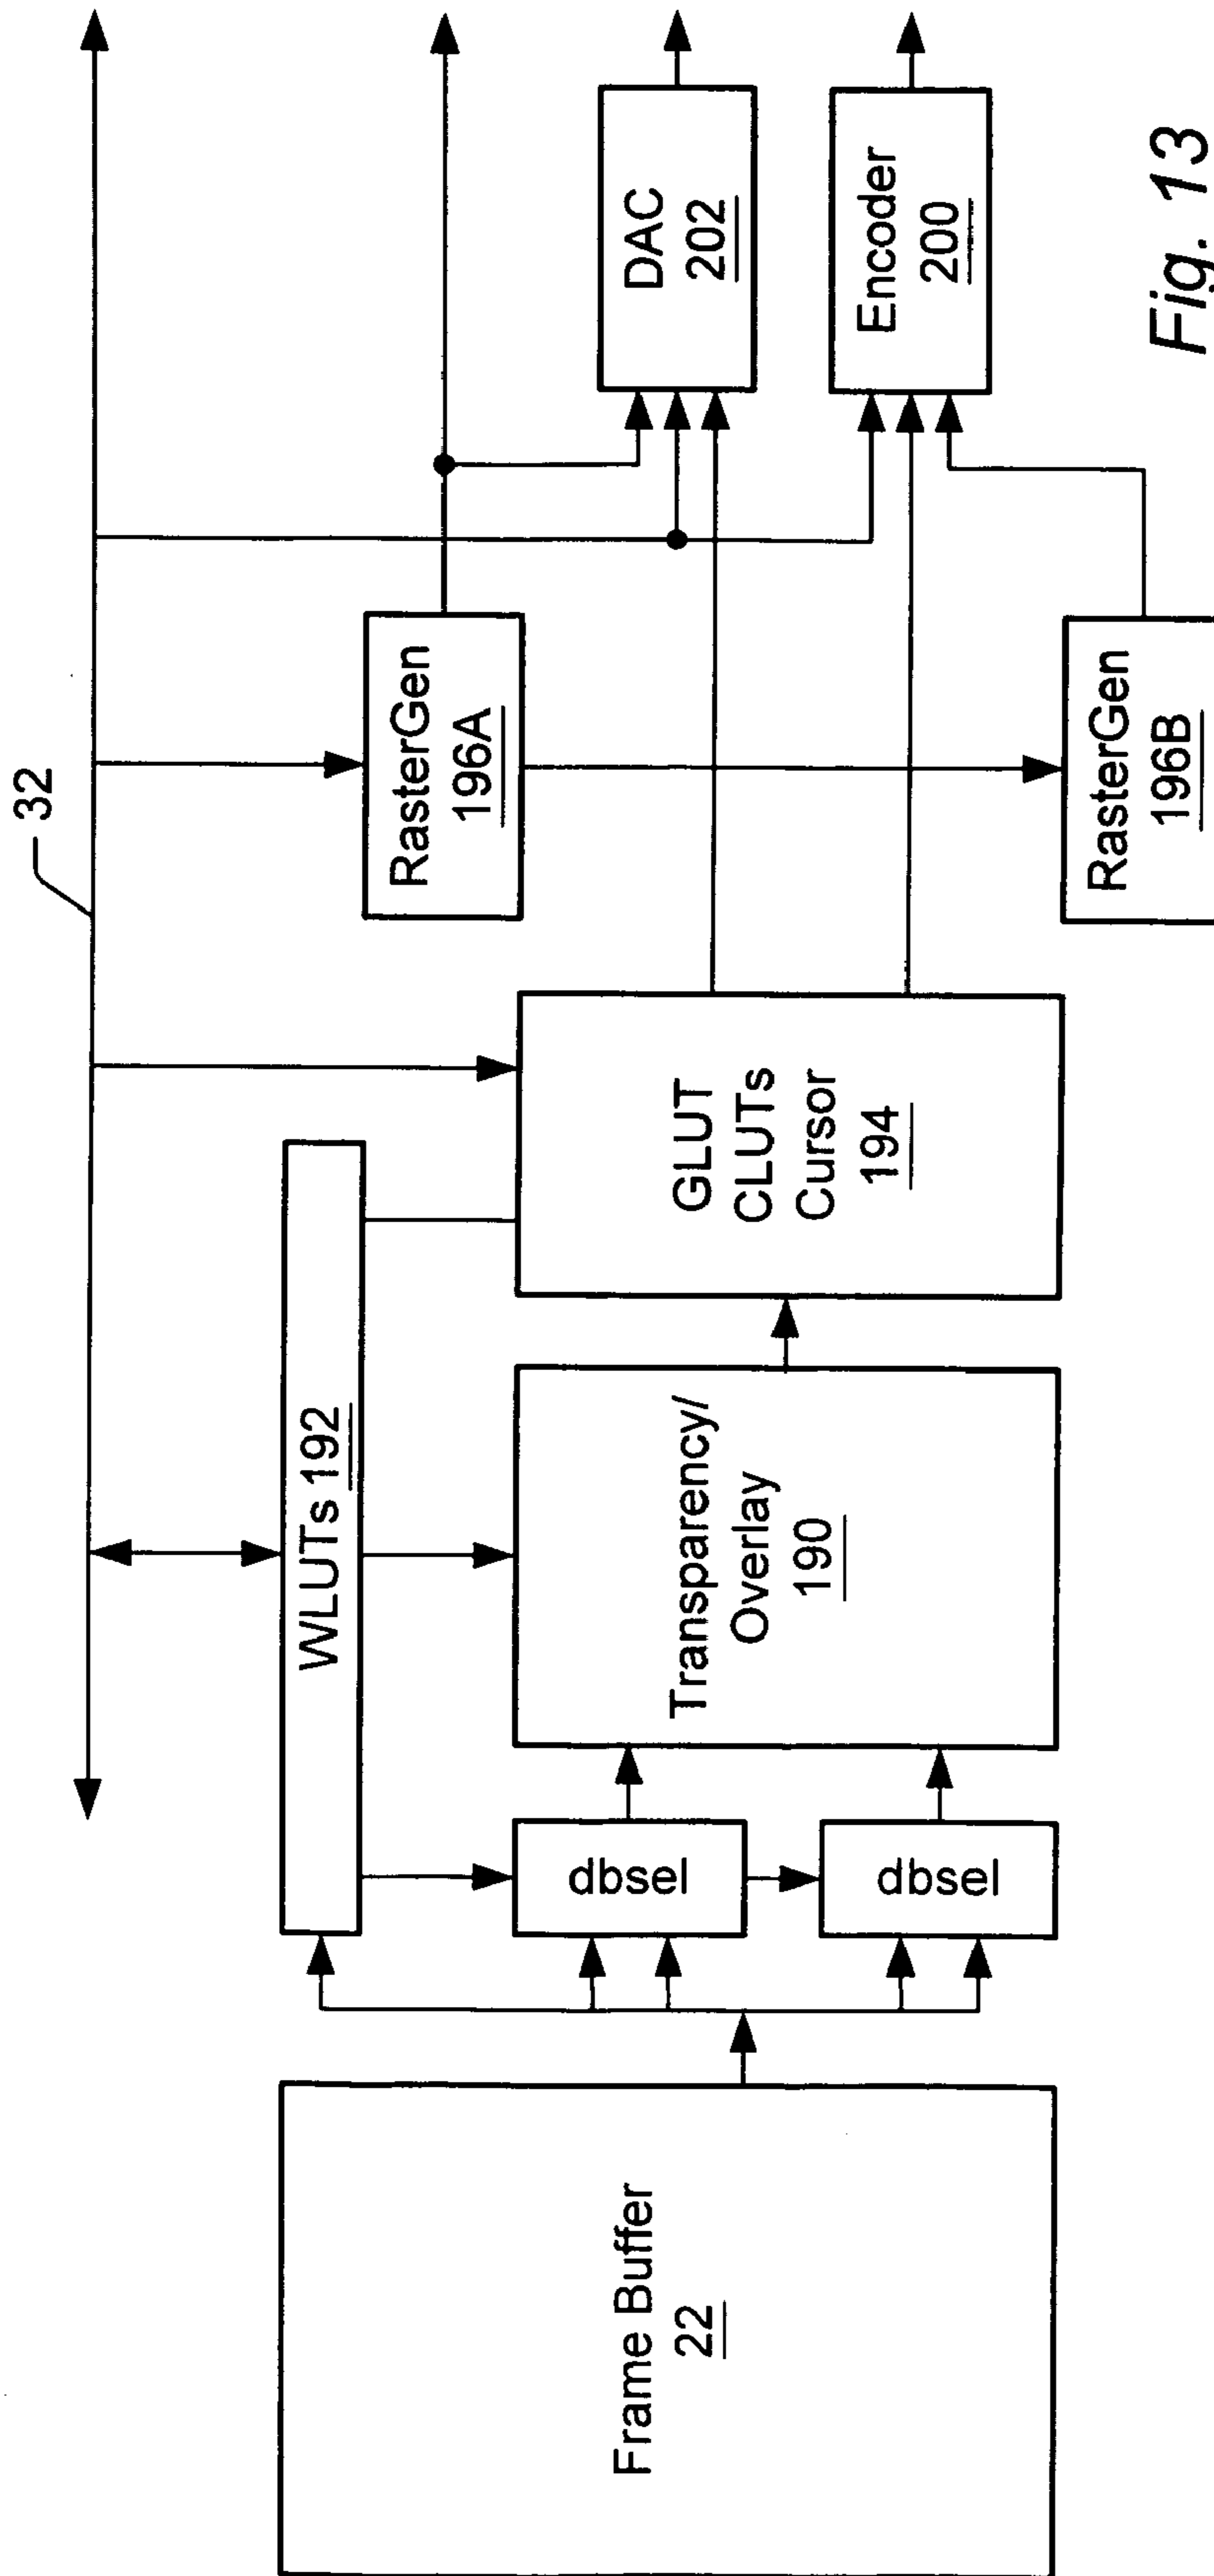 32
Frame Buffer
22
WLUTs 192
dbsel
dbsel
Transparency/
Overlay
190
GLUT
CLUTs
Cursor
194
RasterGen
196A
RasterGen
196B
DAC
202
Encoder
200
Fig. 13